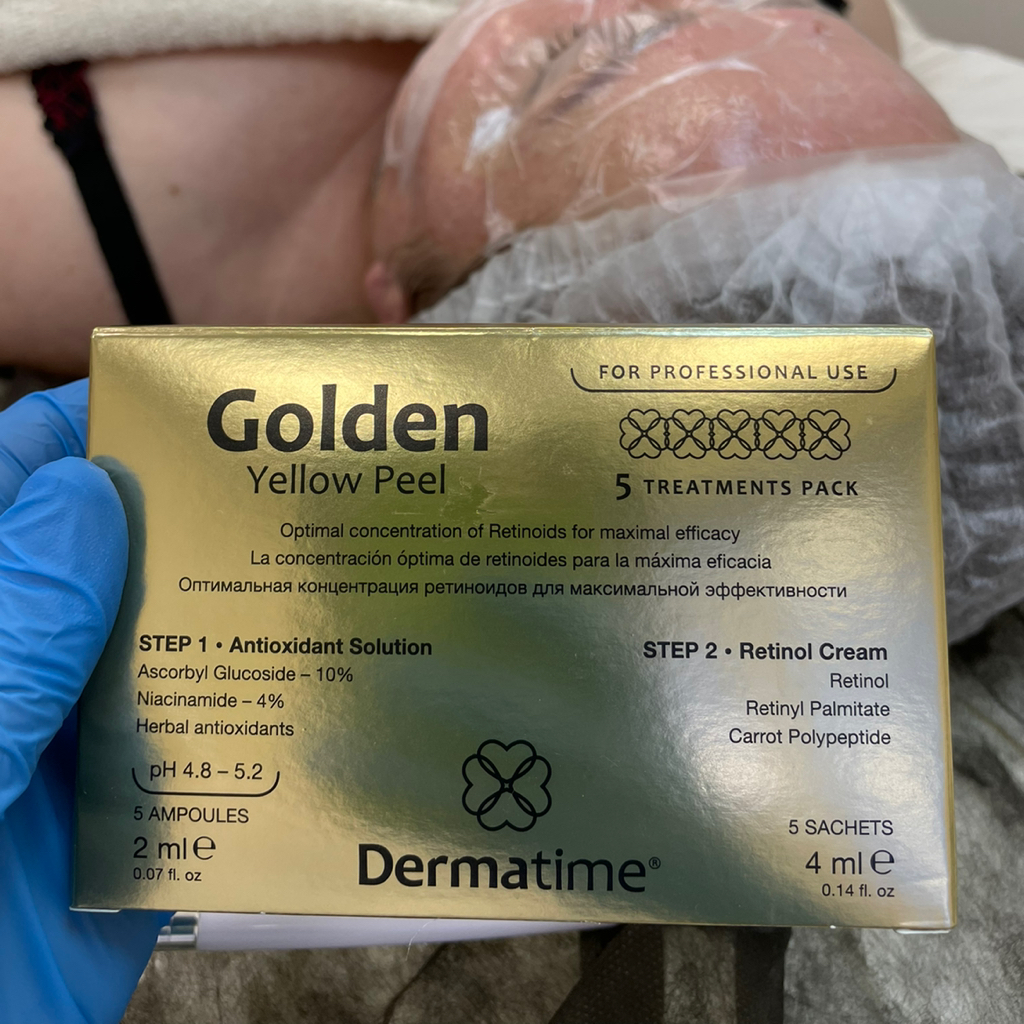 FOR PROFESSIONAL USE
Golden
Yellow Peel
5 TREATMENTS PACK
Optimal concentration of Retinoids for maximal efficacy
La concentración óptima de retinoides para la máxima eficacia
Оптимальная концентрация ретиноидов для максимальной эффективности
STEP 1 • Antioxidant Solution
Ascorbyl Glucoside – 10%
Niacinamide – 4%
Herbal antioxidants
pH 4.8 – 5.2
5 AMPOULES
2 ml ℮
0.07 fl. oz
STEP 2 • Retinol Cream
Retinol
Retinyl Palmitate
Carrot Polypeptide
5 SACHETS
4 ml ℮
0.14 fl. oz
Dermatime®